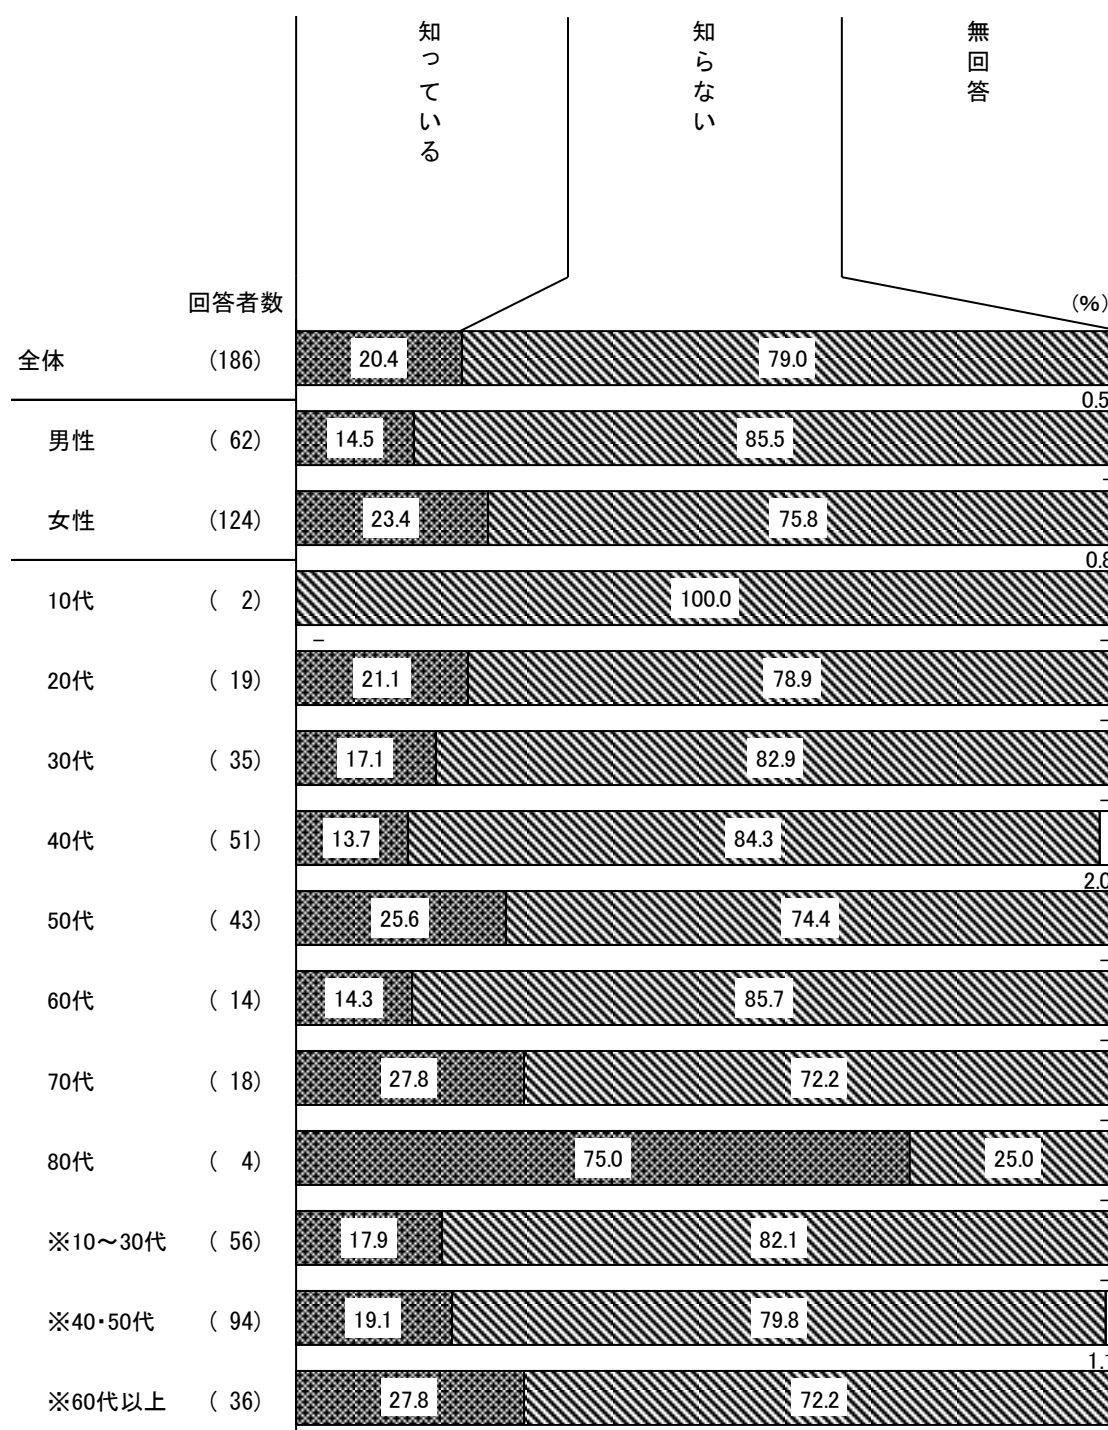 知っている
知らない
無回答
回答者数
(%)
全体 (186) 20.4 79.0
0.5
男性 ( 62) 14.5 85.5
-
女性 (124) 23.4 75.8
0.8
10代 ( 2) 100.0
- -
20代 ( 19) 21.1 78.9
-
30代 ( 35) 17.1 82.9
-
40代 ( 51) 13.7 84.3
2.0
50代 ( 43) 25.6 74.4
-
60代 ( 14) 14.3 85.7
-
70代 ( 18) 27.8 72.2
-
80代 ( 4) 75.0 25.0
-
※10～30代 ( 56) 17.9 82.1
-
※40・50代 ( 94) 19.1 79.8
1.1
※60代以上 ( 36) 27.8 72.2